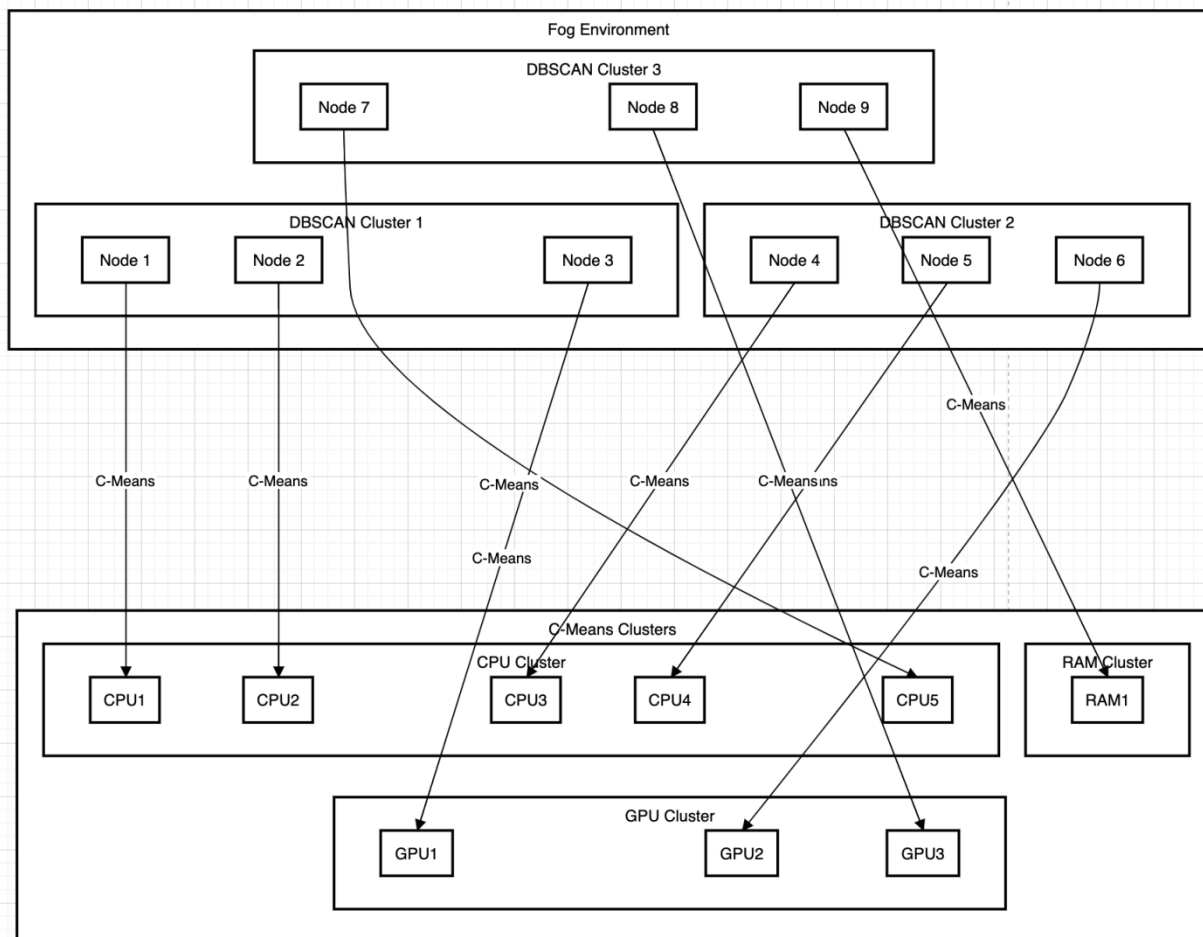 Fog Environment
DBSCAN Cluster 3
Node 7
Node 8
Node 9
DBSCAN Cluster 1
DBSCAN Cluster 2
Node 1
Node 2
Node 3
Node 4
Node 5
Node 6
C-Means
C-Means
C-Means
C-Means
C-Means
C-Means
C-Means
C-Means
C-Means Clusters
CPU Cluster
RAM Cluster
CPU1
CPU2
CPU3
CPU4
CPU5
RAM1
GPU Cluster
GPU1
GPU2
GPU3